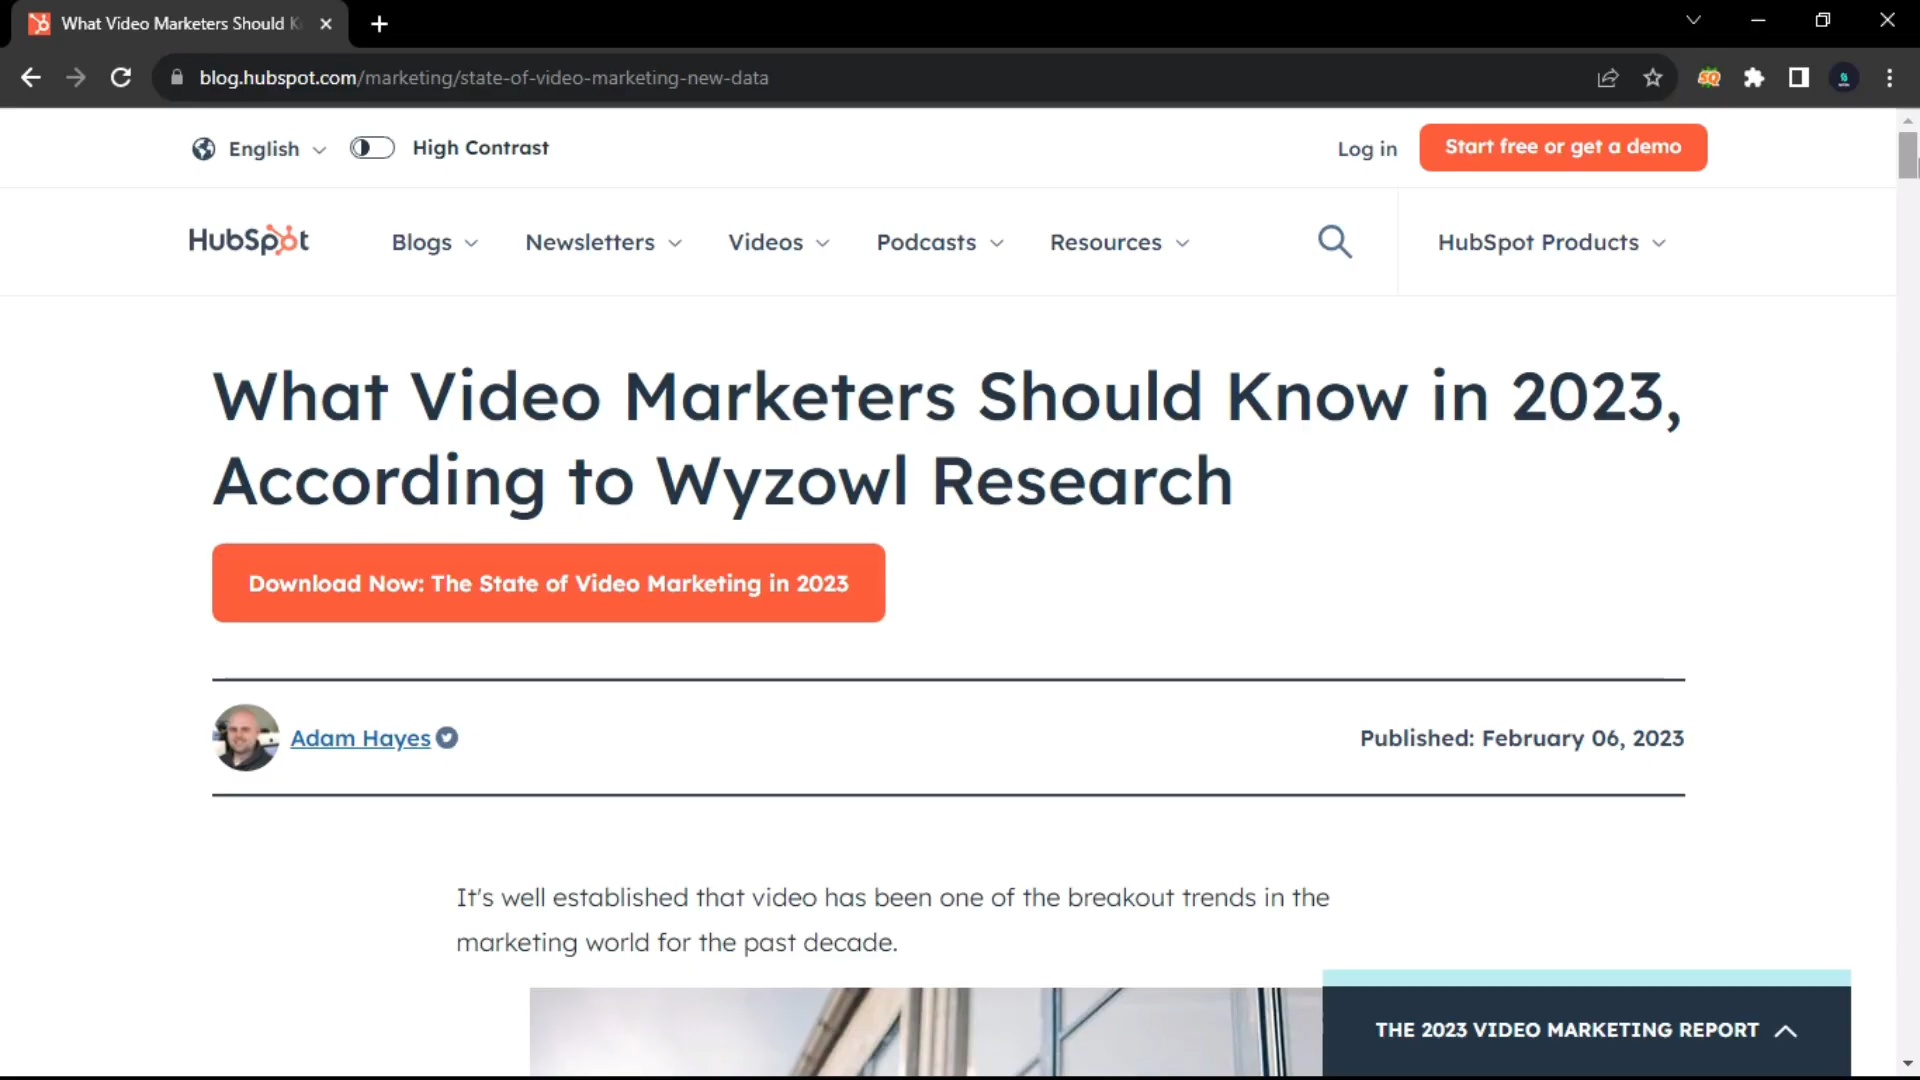 What Video Marketers Should K
blog.hubspot.com/marketing/state-of-video-marketing-new-data
SQ
English
High Contrast
Log in
Start free or get a demo
HubSpot
Blogs
Newsletters
Videos
Podcasts
Resources
HubSpot Products
What Video Marketers Should Know in 2023,
According to Wyzowl Research
Download Now: The State of Video Marketing in 2023
Adam Hayes
Published: February 06, 2023
It's well established that video has been one of the breakout trends in the
marketing world for the past decade.
THE 2023 VIDEO MARKETING REPORT